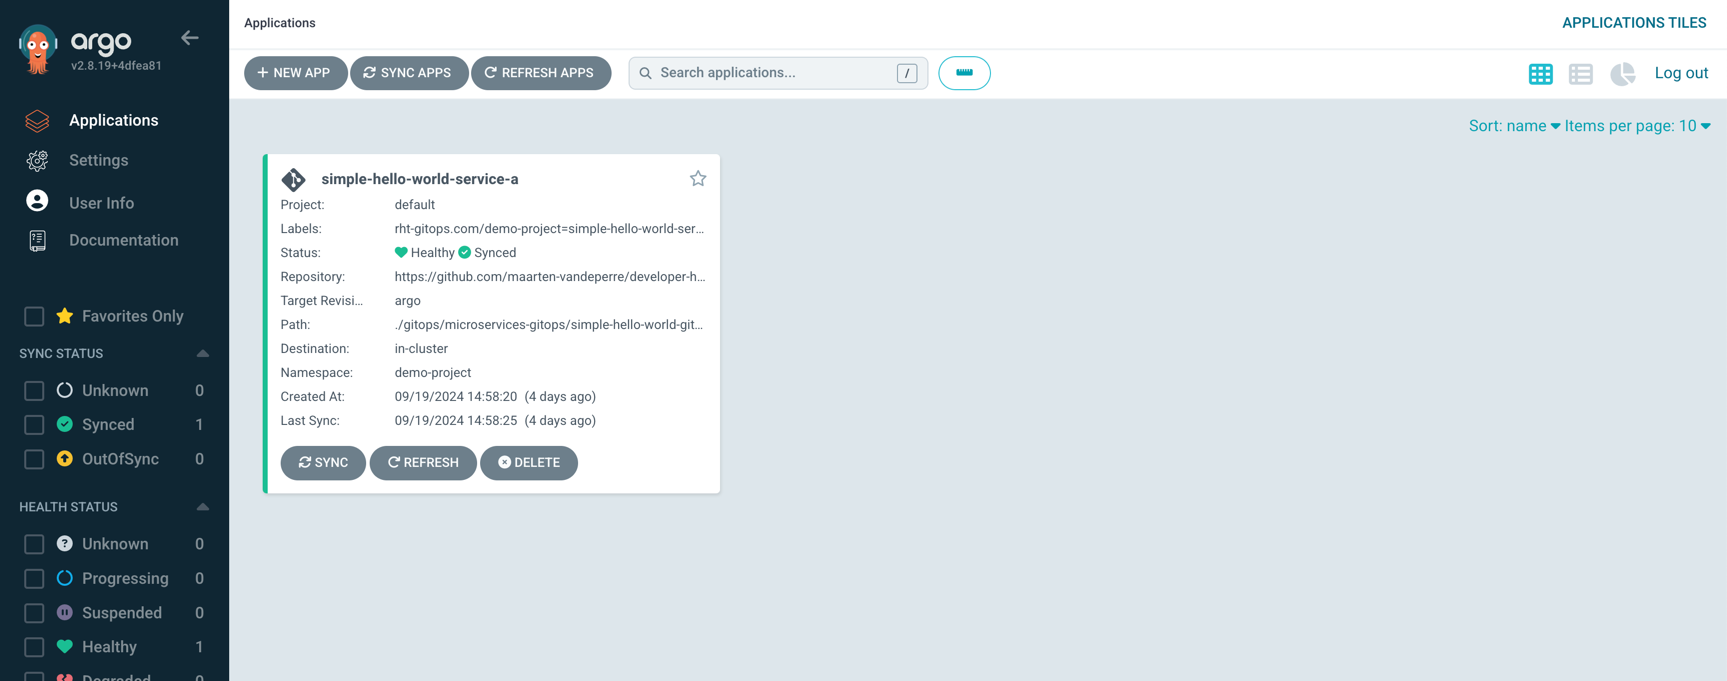 argo
v2.8.19+4dfea81
Applications
Settings
User Info
Documentation
Favorites Only
SYNC STATUS
Unknown 0
Synced 1
OutOfSync 0
HEALTH STATUS
Unknown 0
Progressing 0
Suspended 0
Healthy 1
Degraded 0
Applications
APPLICATIONS TILES
+ NEW APP
SYNC APPS
REFRESH APPS
Search applications...
/
Log out
Sort: name
Items per page: 10
simple-hello-world-service-a
Project: default
Labels: rht-gitops.com/demo-project=simple-hello-world-ser...
Status: Healthy Synced
Repository: https://github.com/maarten-vandeperre/developer-h...
Target Revisi... argo
Path: ./gitops/microservices-gitops/simple-hello-world-git...
Destination: in-cluster
Namespace: demo-project
Created At: 09/19/2024 14:58:20 (4 days ago)
Last Sync: 09/19/2024 14:58:25 (4 days ago)
SYNC
REFRESH
DELETE